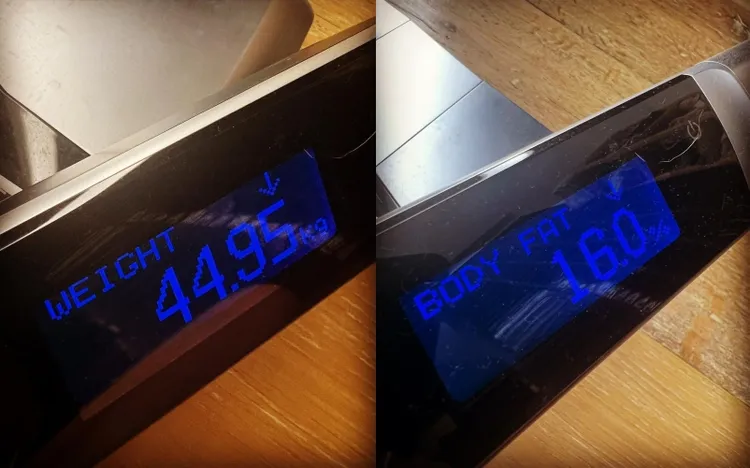 WEIGHT
44.95kg
BODY FAT
16.0%